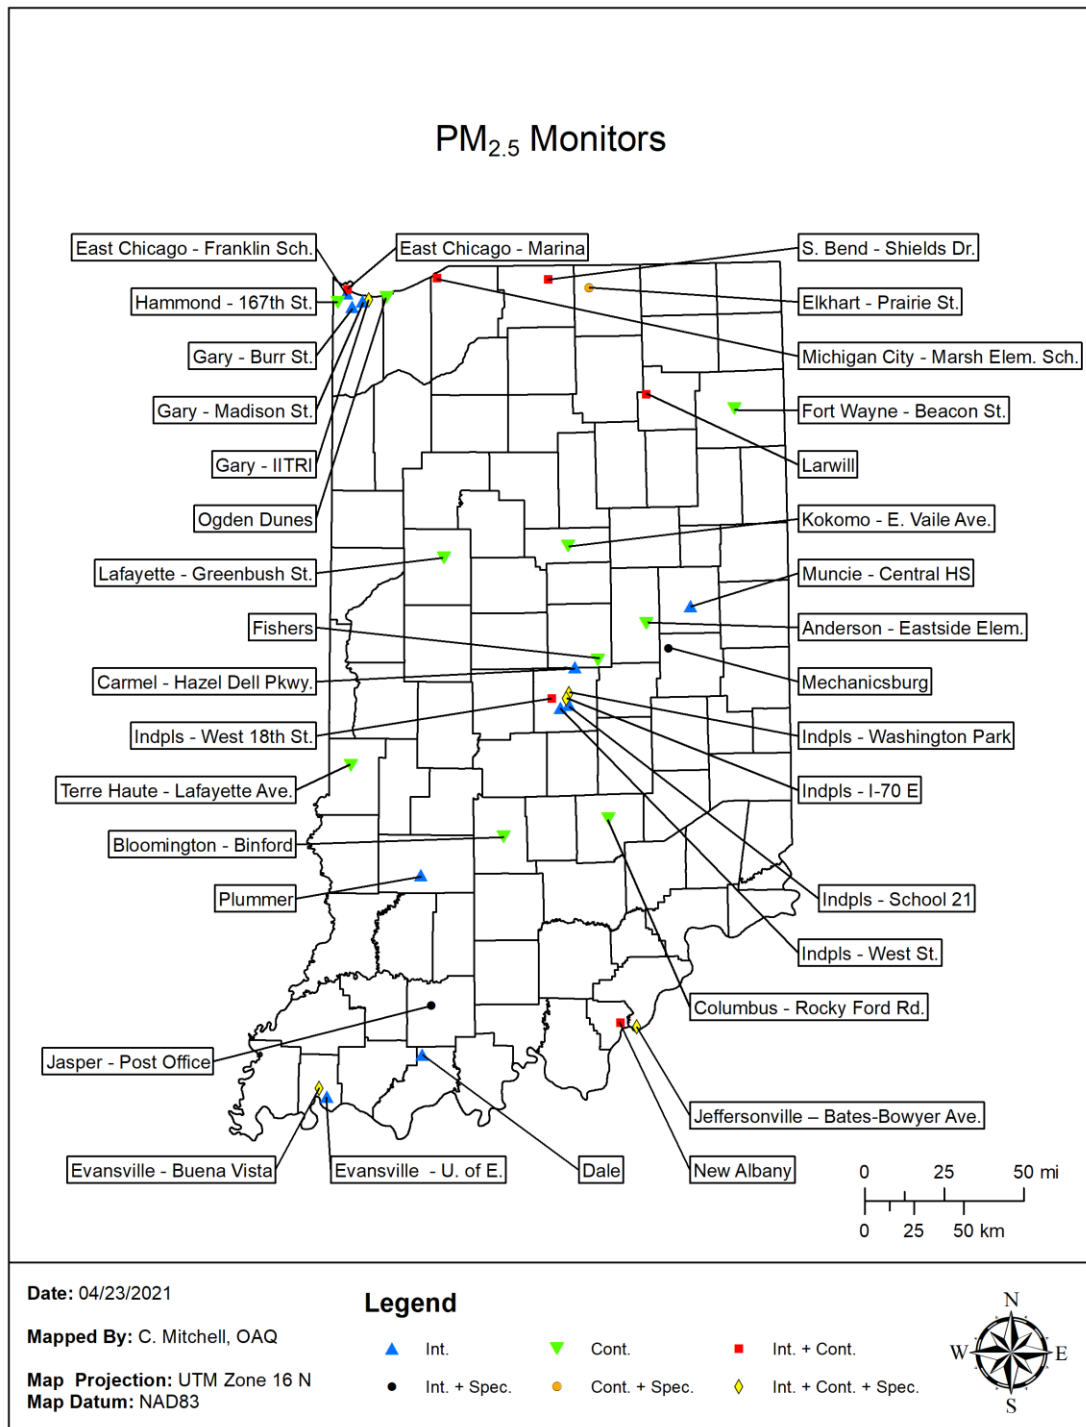 PM2.5 Monitors
East Chicago - Franklin Sch.
East Chicago - Marina
S. Bend - Shields Dr.
Hammond - 167th St.
Elkhart - Prairie St.
Gary - Burr St.
Michigan City - Marsh Elem. Sch.
Gary - Madison St.
Fort Wayne - Beacon St.
Gary - IITRI
Larwill
Ogden Dunes
Kokomo - E. Vaile Ave.
Lafayette - Greenbush St.
Muncie - Central HS
Fishers
Anderson - Eastside Elem.
Carmel - Hazel Dell Pkwy.
Mechanicsburg
Indpls - West 18th St.
Indpls - Washington Park
Terre Haute - Lafayette Ave.
Indpls - I-70 E
Bloomington - Binford
Plummer
Indpls - School 21
Indpls - West St.
Columbus - Rocky Ford Rd.
Jasper - Post Office
Jeffersonville – Bates-Bowyer Ave.
Evansville - Buena Vista
Evansville - U. of E.
Dale
New Albany
0 50 mi
0 25 50 km
Date: 04/23/2021
Mapped By: C. Mitchell, OAQ
Map Projection: UTM Zone 16 N
Map Datum: NAD83
Legend
Int.
Cont.
Int. + Cont.
Int. + Spec.
Cont. + Spec.
Int. + Cont. + Spec.
N
W E
S